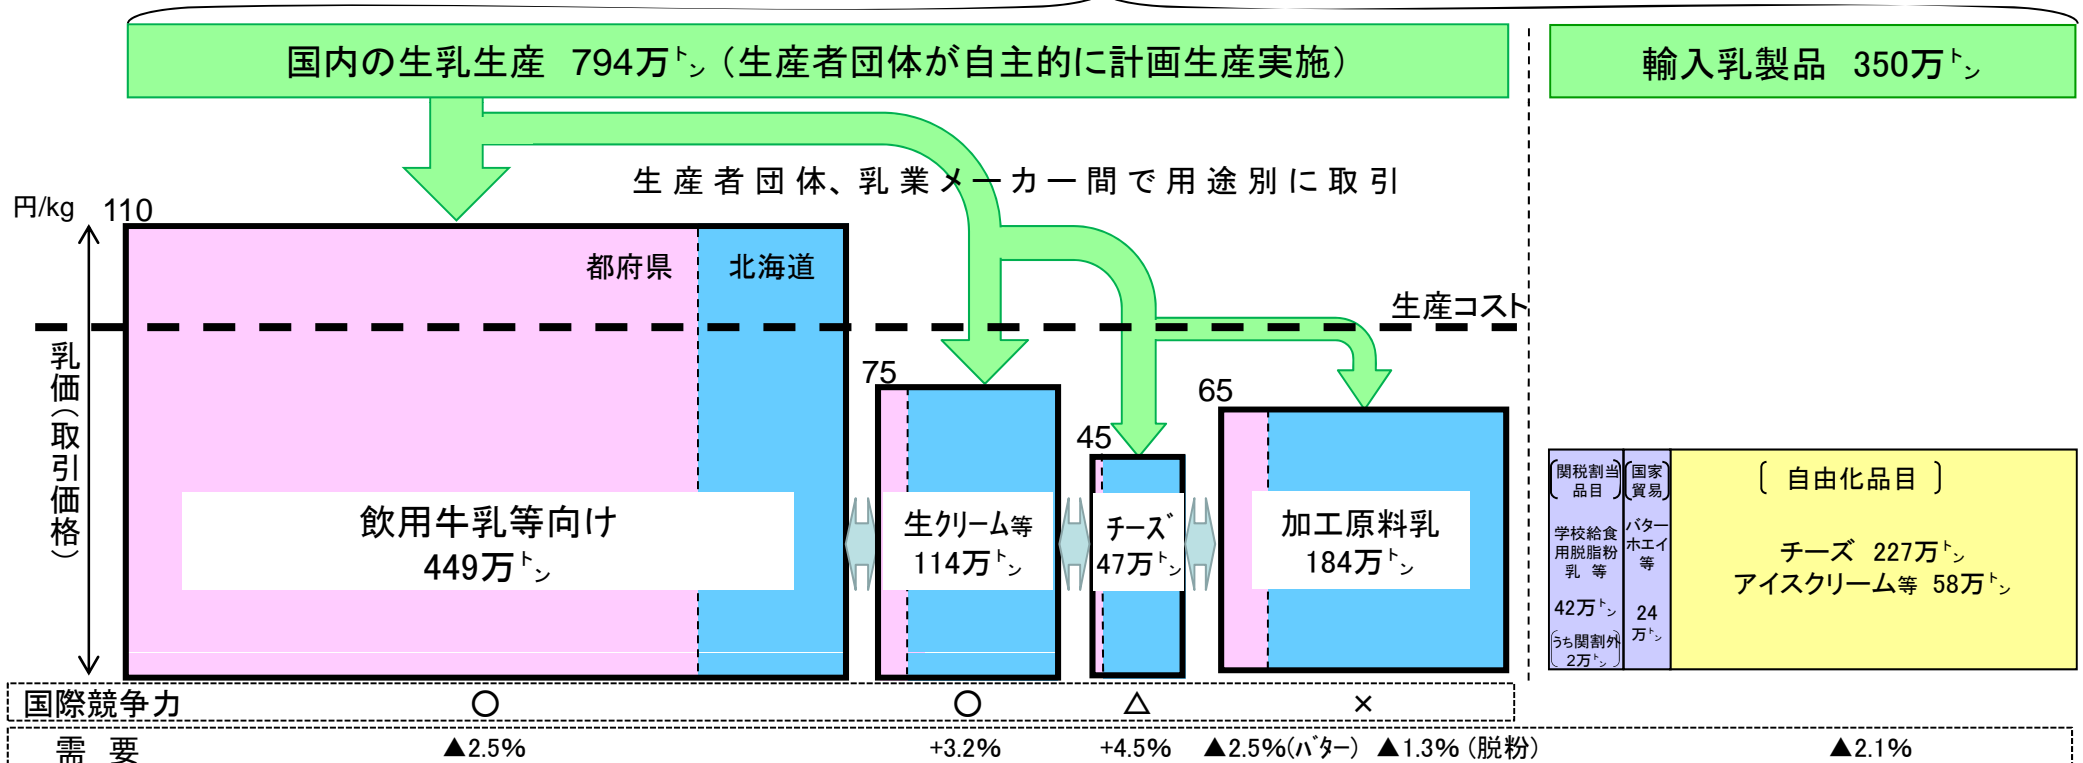 国内の生乳生産 794万㌧(生産者団体が自主的に計画生産実施)
輸入乳製品 350万㌧
生産者団体、乳業メーカー間で用途別に取引
円/kg
110
都府県
北海道
生産コスト
乳価(取引価格)
75
45
65
飲用牛乳等向け
449万㌧
生クリーム等
114万㌧
チーズ
47万㌧
加工原料乳
184万㌧
〔関税割当
品目〕
学校給食
用脱脂粉
乳 等
42万㌧
〔うち関割外
2万㌧〕
〔国家
貿易〕
バター
ホエイ
等
24
万㌧
〔 自由化品目 〕
チーズ 227万㌧
アイスクリーム等 58万㌧
国際競争力 ○ ○ △ ×
需 要 ▲2.5% +3.2% +4.5% ▲2.5%(バター) ▲1.3% (脱粉) ▲2.1%